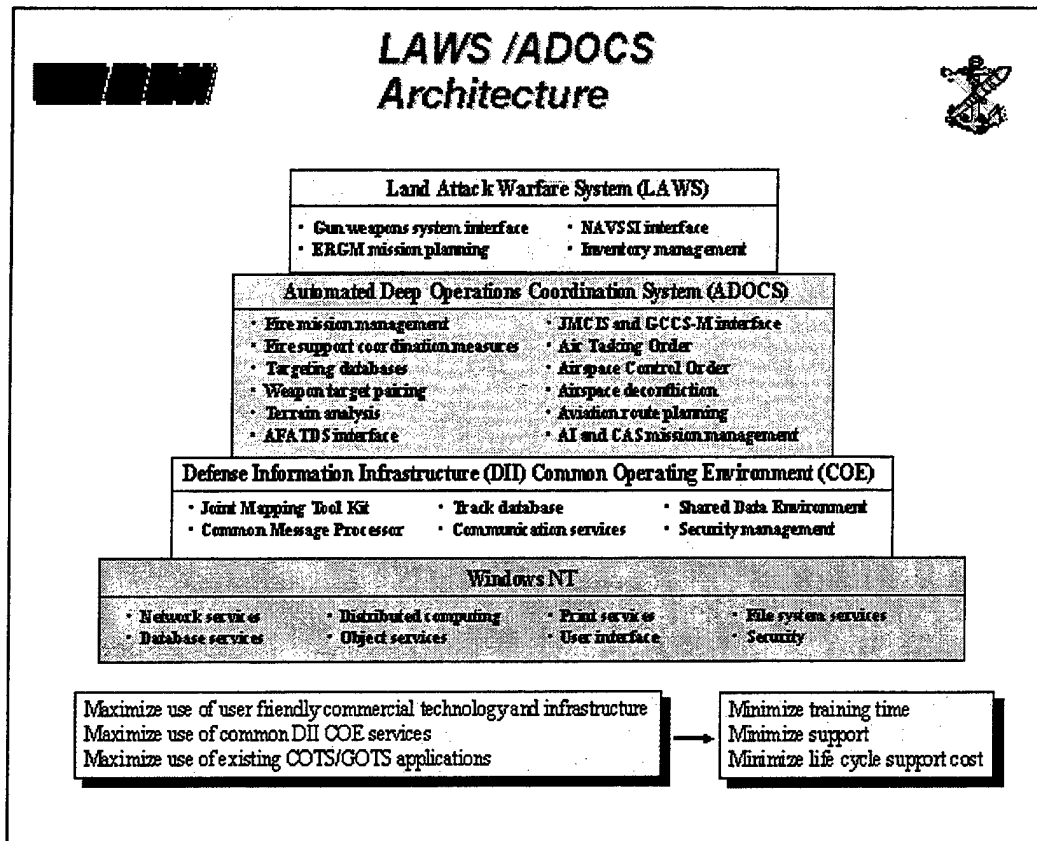 LAWS /ADOCS
Architecture
Land Attack Warfare System (LAWS)
· Gun weapons system interface · NAVSSI interface
· ERGM mission planning · Inventory management
Automated Deep Operations Coordination System (ADOCS)
· Fire mission management · JMCIS and GCCS-M interface
· Fire support coordination measures · Air Tasking Order
· Targeting databases · Airspace Control Order
· Weapon target pairing · Airspace deconfliction
· Terrain analysis · Aviation route planning
· AFATDS interface · AI and CAS mission management
Defense Information Infrastructure (DII) Common Operating Environment (COE)
· Joint Mapping Tool Kit · Track database · Shared Data Environment
· Common Message Processor · Communication services · Security management
Windows NT
· Network services · Distributed computing · Print services · File system services
· Database services · Object services · User interface · Security
Maximize use of user friendly commercial technology and infrastructure
Maximize use of common DII COE services
Maximize use of existing COTS/GOTS applications
Minimize training time
Minimize support
Minimize life cycle support cost